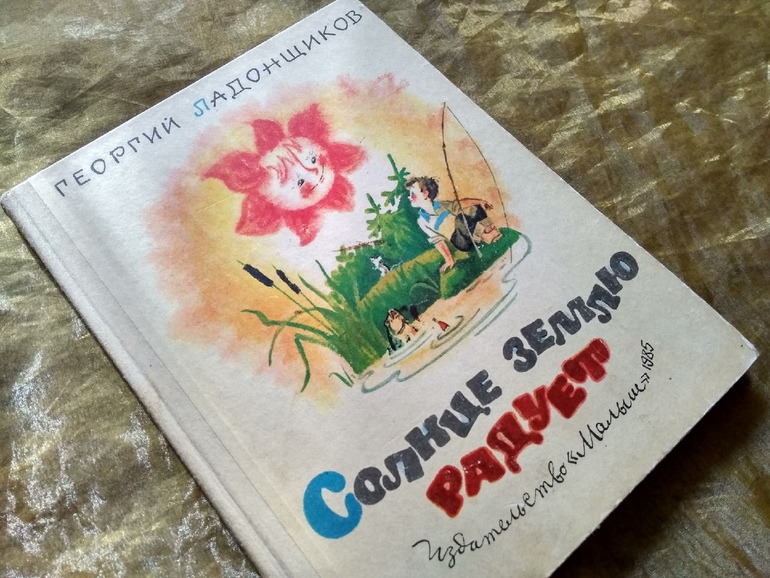 ГЕОРГИЙ ЛАДОНЩИКОВ
СОЛНЦЕ ЗЕМЛЮ
РАДУЕТ
Издательство «Малыш» 1985